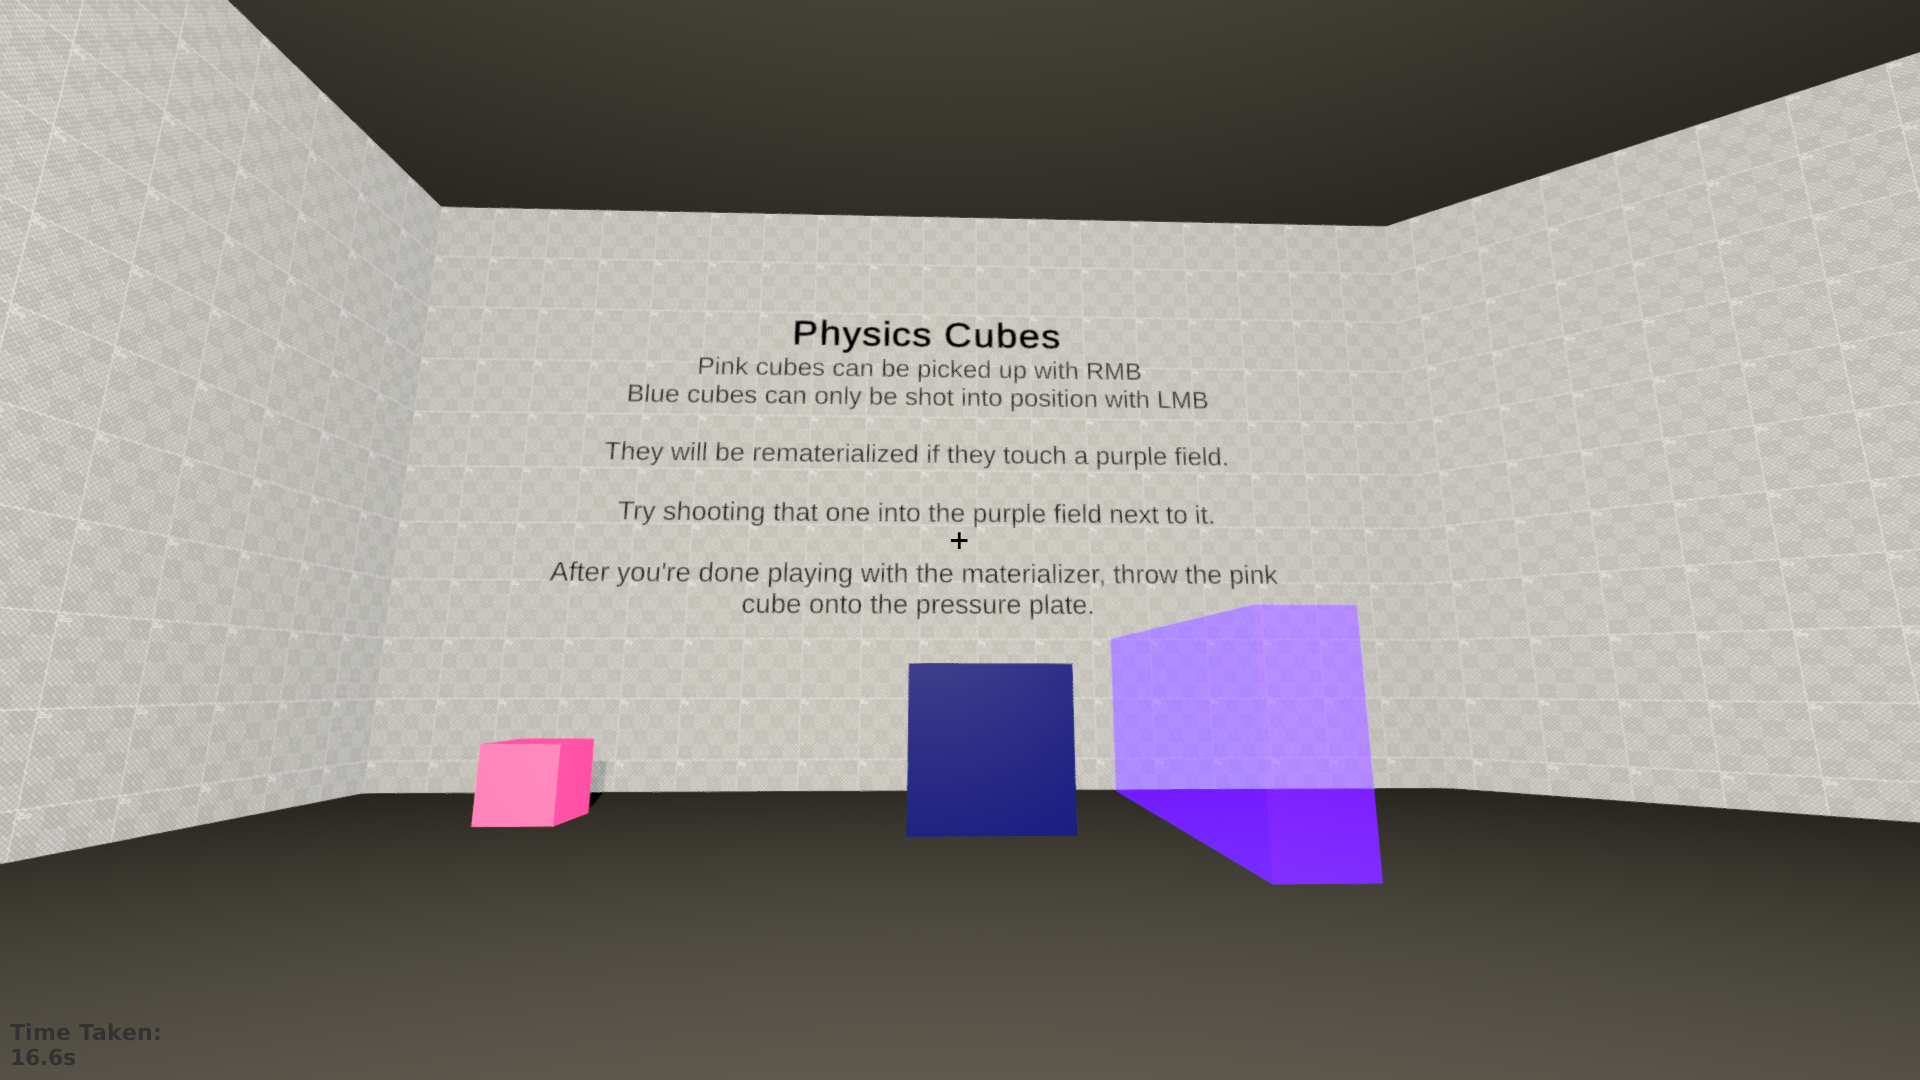 Physics Cubes
Pink cubes can be picked up with RMB
Blue cubes can only be shot into position with LMB
They will be rematerialized if they touch a purple field.
Try shooting that one into the purple field next to it.
After you're done playing with the materializer, throw the pink
cube onto the pressure plate.
Time Taken:
16.6s